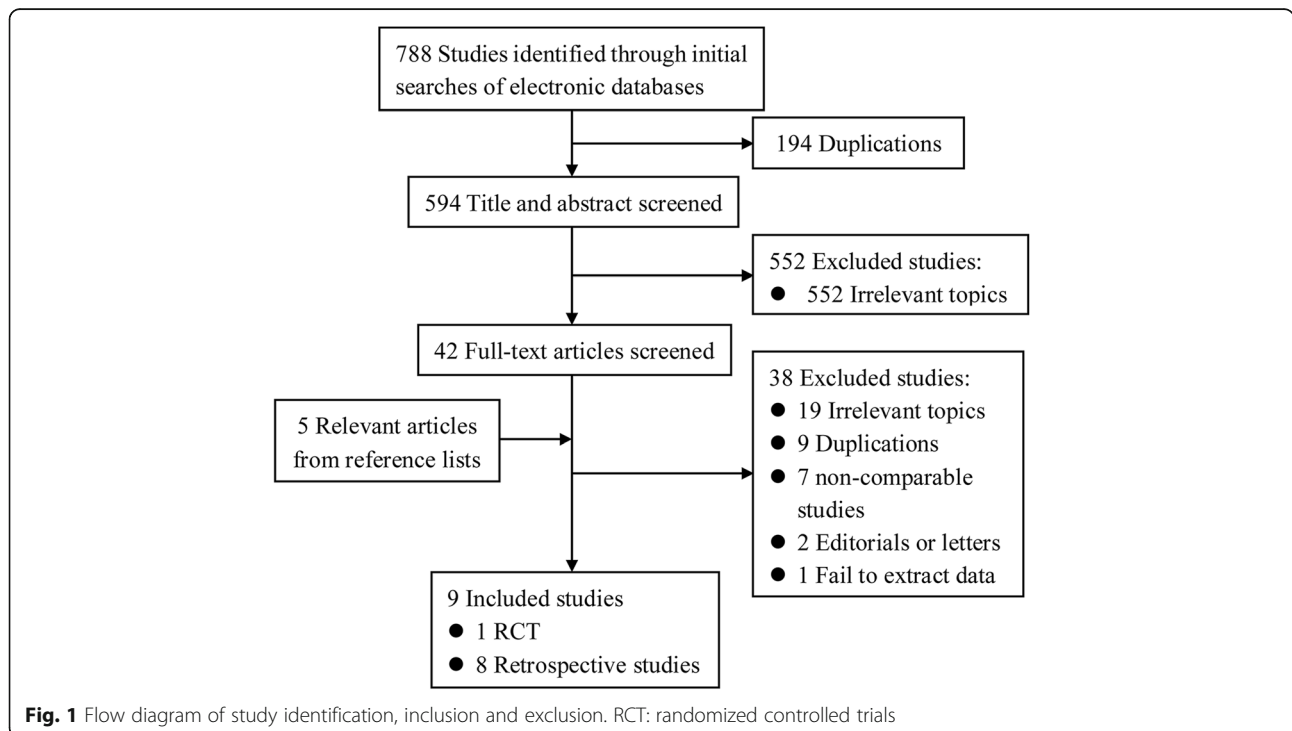 788 Studies identified through initial
searches of electronic databases
194 Duplications
594 Title and abstract screened
552 Excluded studies:
● 552 Irrelevant topics
42 Full-text articles screened
5 Relevant articles
from reference lists
38 Excluded studies:
● 19 Irrelevant topics
● 9 Duplications
● 7 non-comparable
studies
● 2 Editorials or letters
● 1 Fail to extract data
9 Included studies
● 1 RCT
● 8 Retrospective studies
Fig. 1 Flow diagram of study identification, inclusion and exclusion. RCT: randomized controlled trials